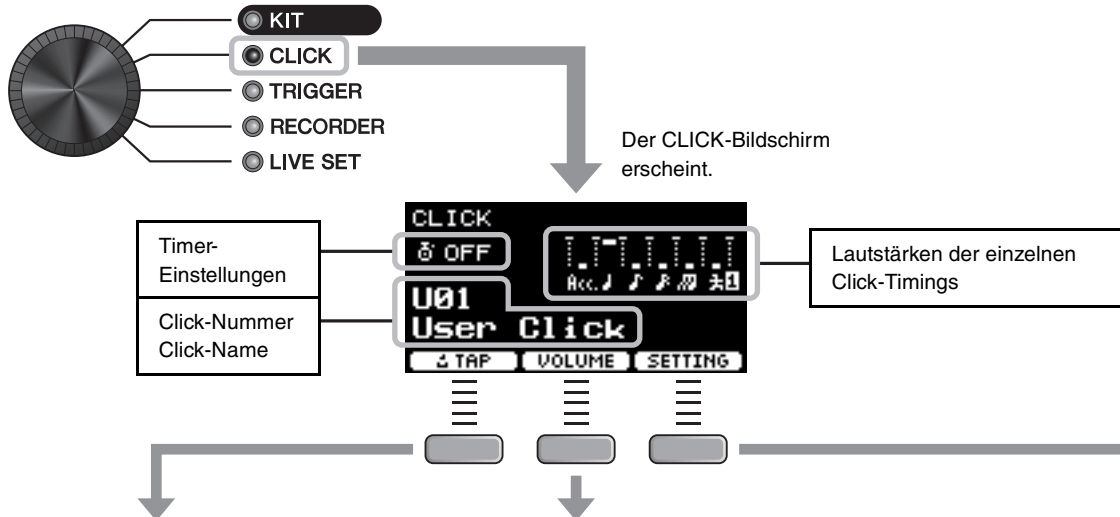 KIT
CLICK
TRIGGER
RECORDER
LIVE SET
Der CLICK-Bildschirm
erscheint.
Timer-
Einstellungen
Click-Nummer
Click-Name
CLICK
OFF
Acc.
1
U01
User Click
TAP VOLUME SETTING
Lautstärken der einzelnen
Click-Timings